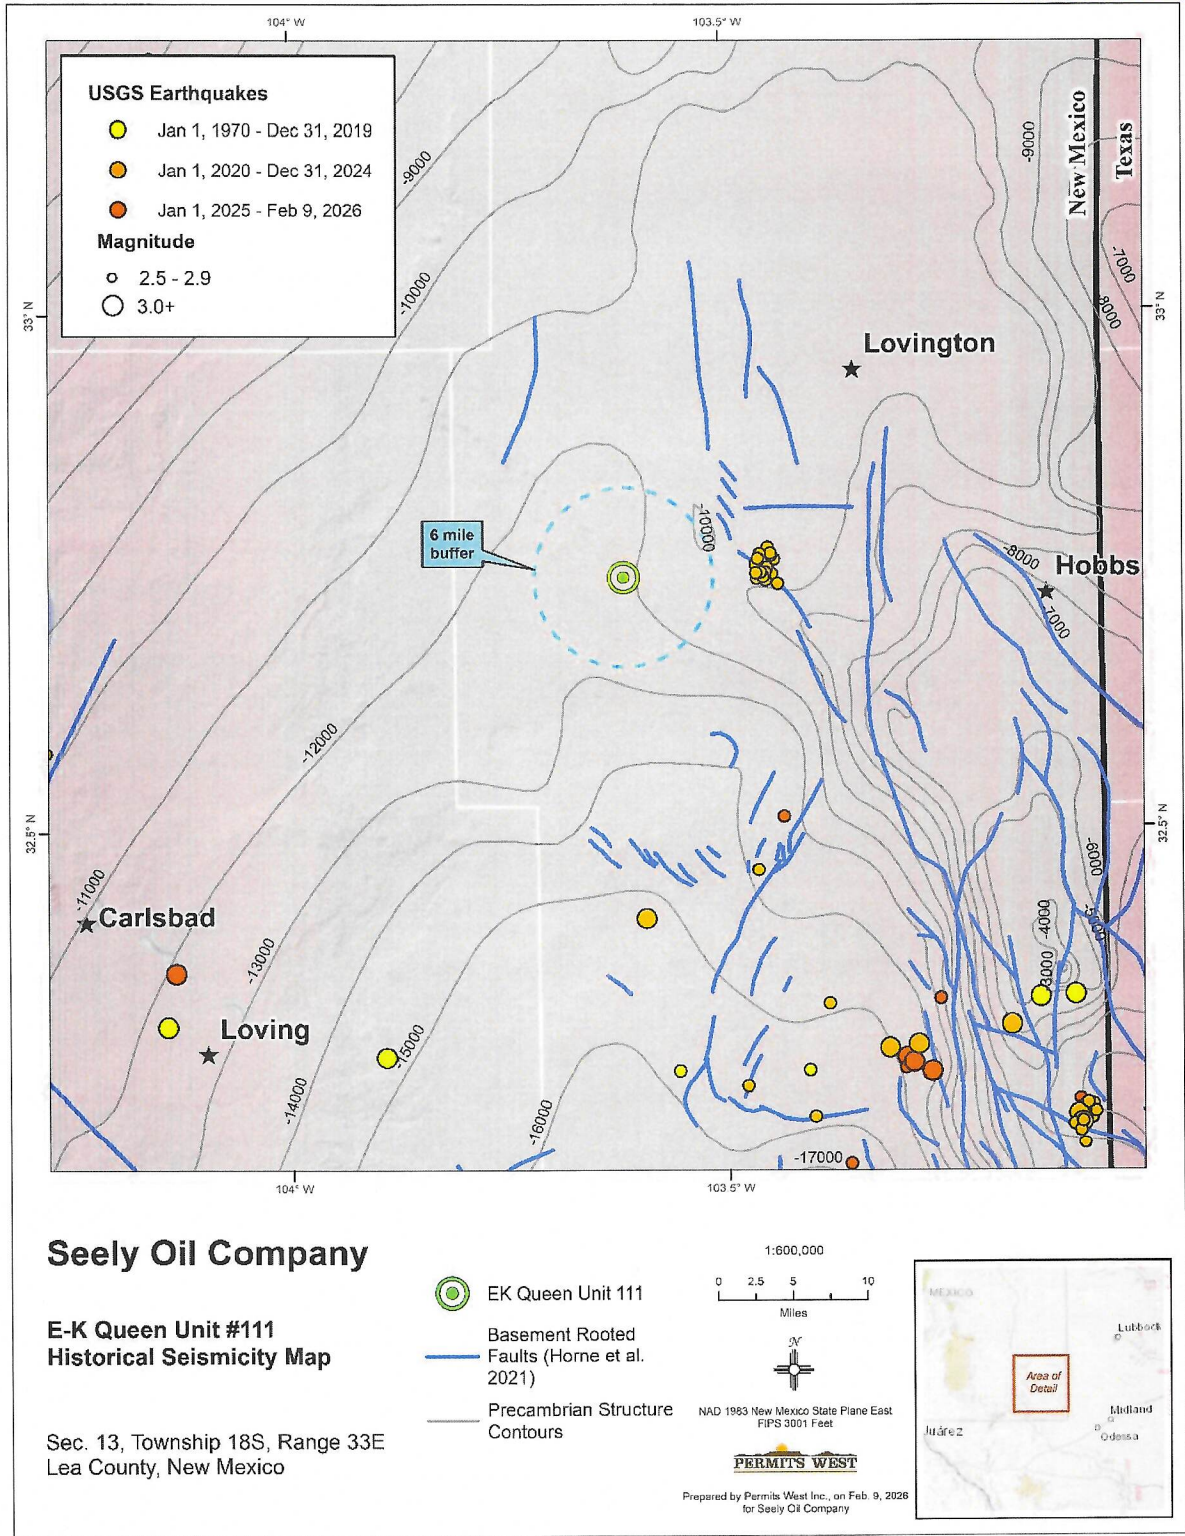 104° W
103.5° W
USGS Earthquakes
Jan 1, 1970 - Dec 31, 2019
Jan 1, 2020 - Dec 31, 2024
Jan 1, 2025 - Feb 9, 2026
Magnitude
2.5 - 2.9
3.0+
New Mexico
Texas
-9000
-9000
-7000
-8000
-10000
33° N
33° N
Lovington
-10000
6 mile
buffer
-8000
Hobbs
-7000
-12000
32.5° N
32.5° N
-6000
-11000
Carlsbad
-4000
-5000
-13000
-3000
Loving
-15000
-14000
-16000
-17000
104° W
103.5° W
Seely Oil Company
E-K Queen Unit #111
Historical Seismicity Map
Sec. 13, Township 18S, Range 33E
Lea County, New Mexico
EK Queen Unit 111
Basement Rooted
Faults (Horne et al.
2021)
Precambrian Structure
Contours
1:600,000
0 2.5 5 10
Miles
N
NAD 1983 New Mexico State Plane East
FIPS 3001 Feet
PERMITS WEST
Prepared by Permits West Inc., on Feb. 9, 2026
for Seely Oil Company
MEXICO
Lubbock
Area of
Detail
Midland
Odessa
Juárez